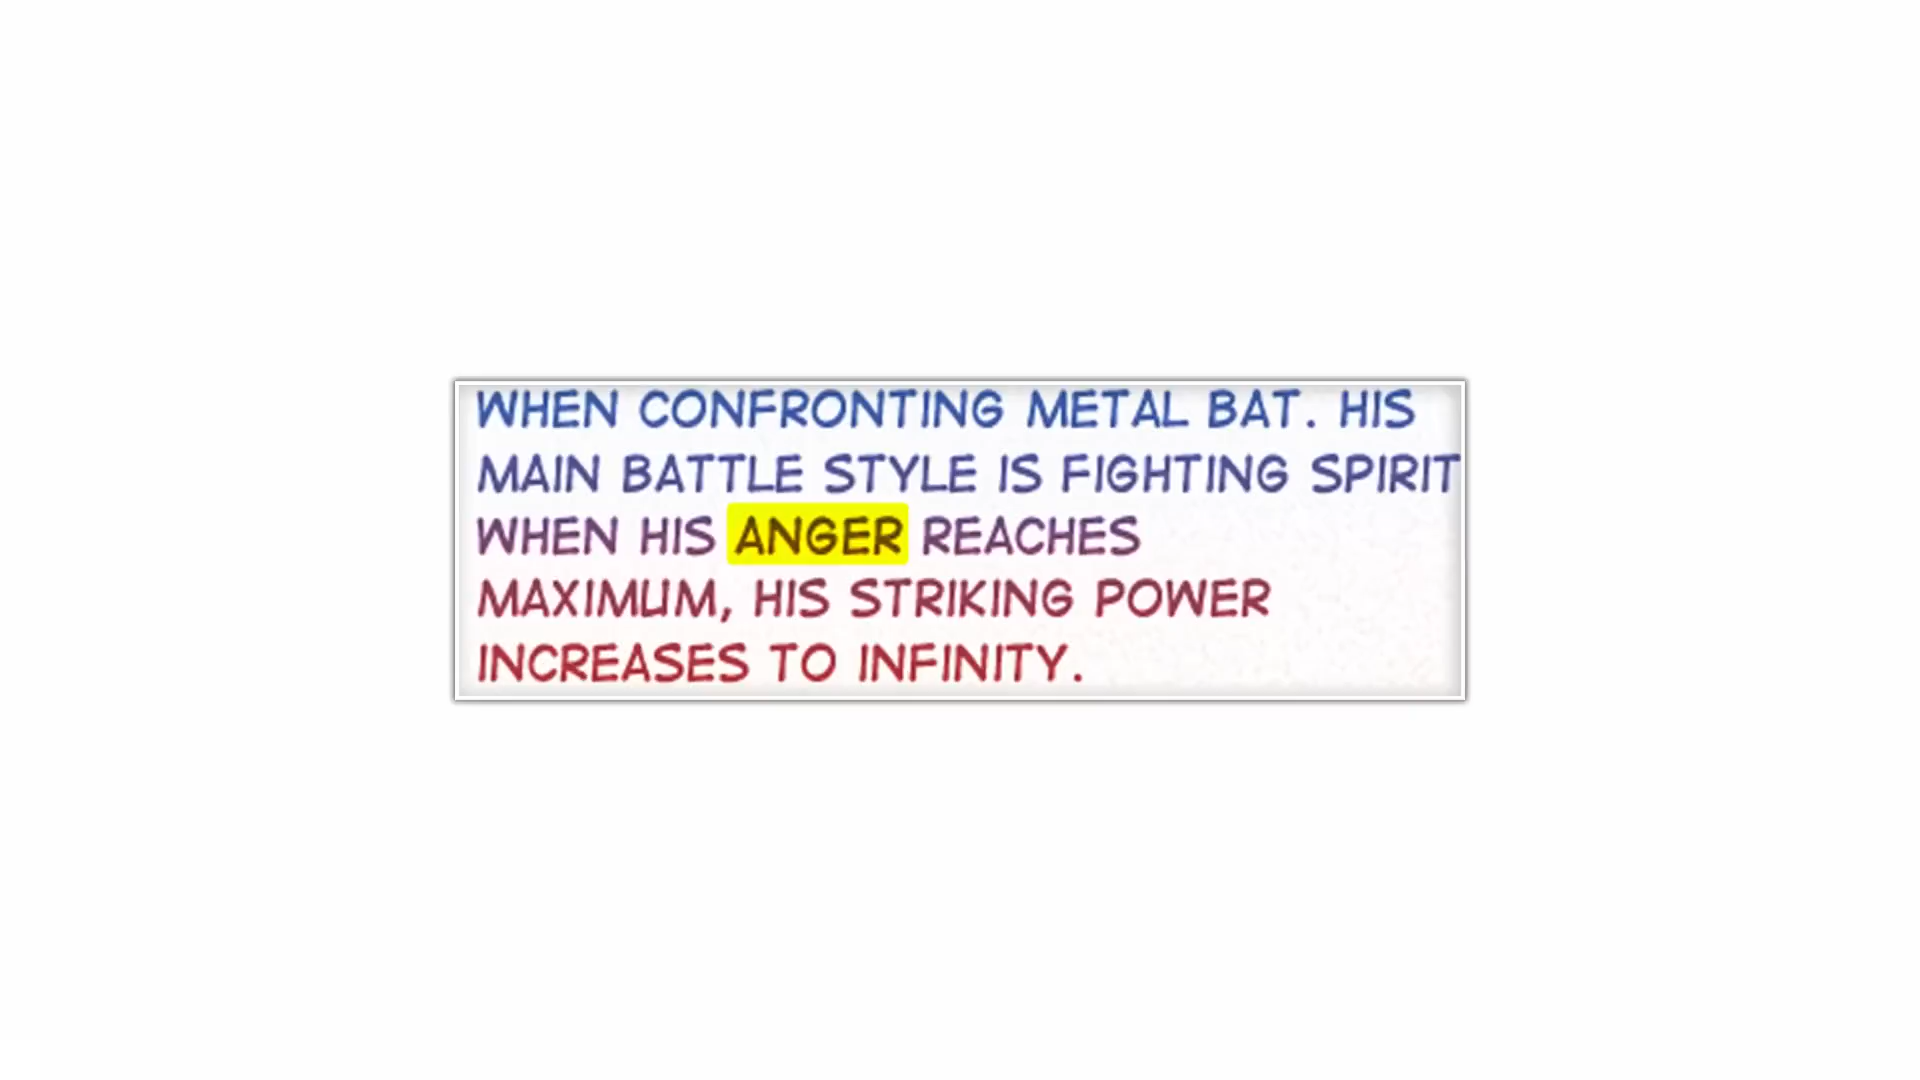 WHEN CONFRONTING METAL BAT. HIS
MAIN BATTLE STYLE IS FIGHTING SPIRIT
WHEN HIS ANGER REACHES
MAXIMUM, HIS STRIKING POWER
INCREASES TO INFINITY.